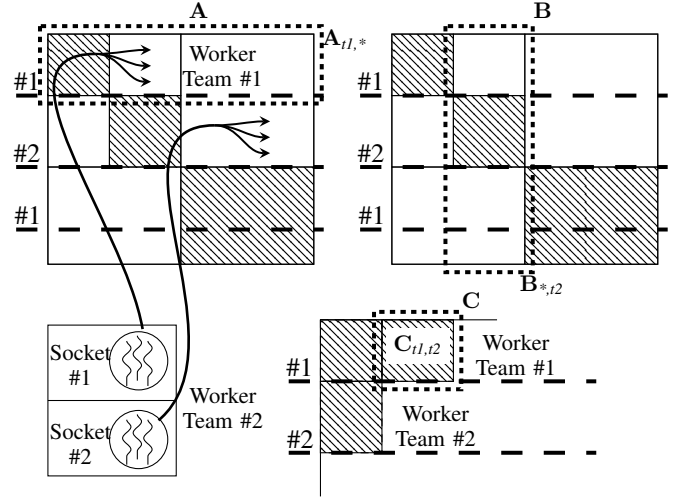 A
B
A_{t1,*}
Worker
Team #1
#1
#1
#2
#2
#1
#1
B_{*,t2}
C
Socket
#1
C_{t1,t2}
Worker
Team #1
#1
Worker
Team #2
Worker
Team #2
Socket
#2
#2